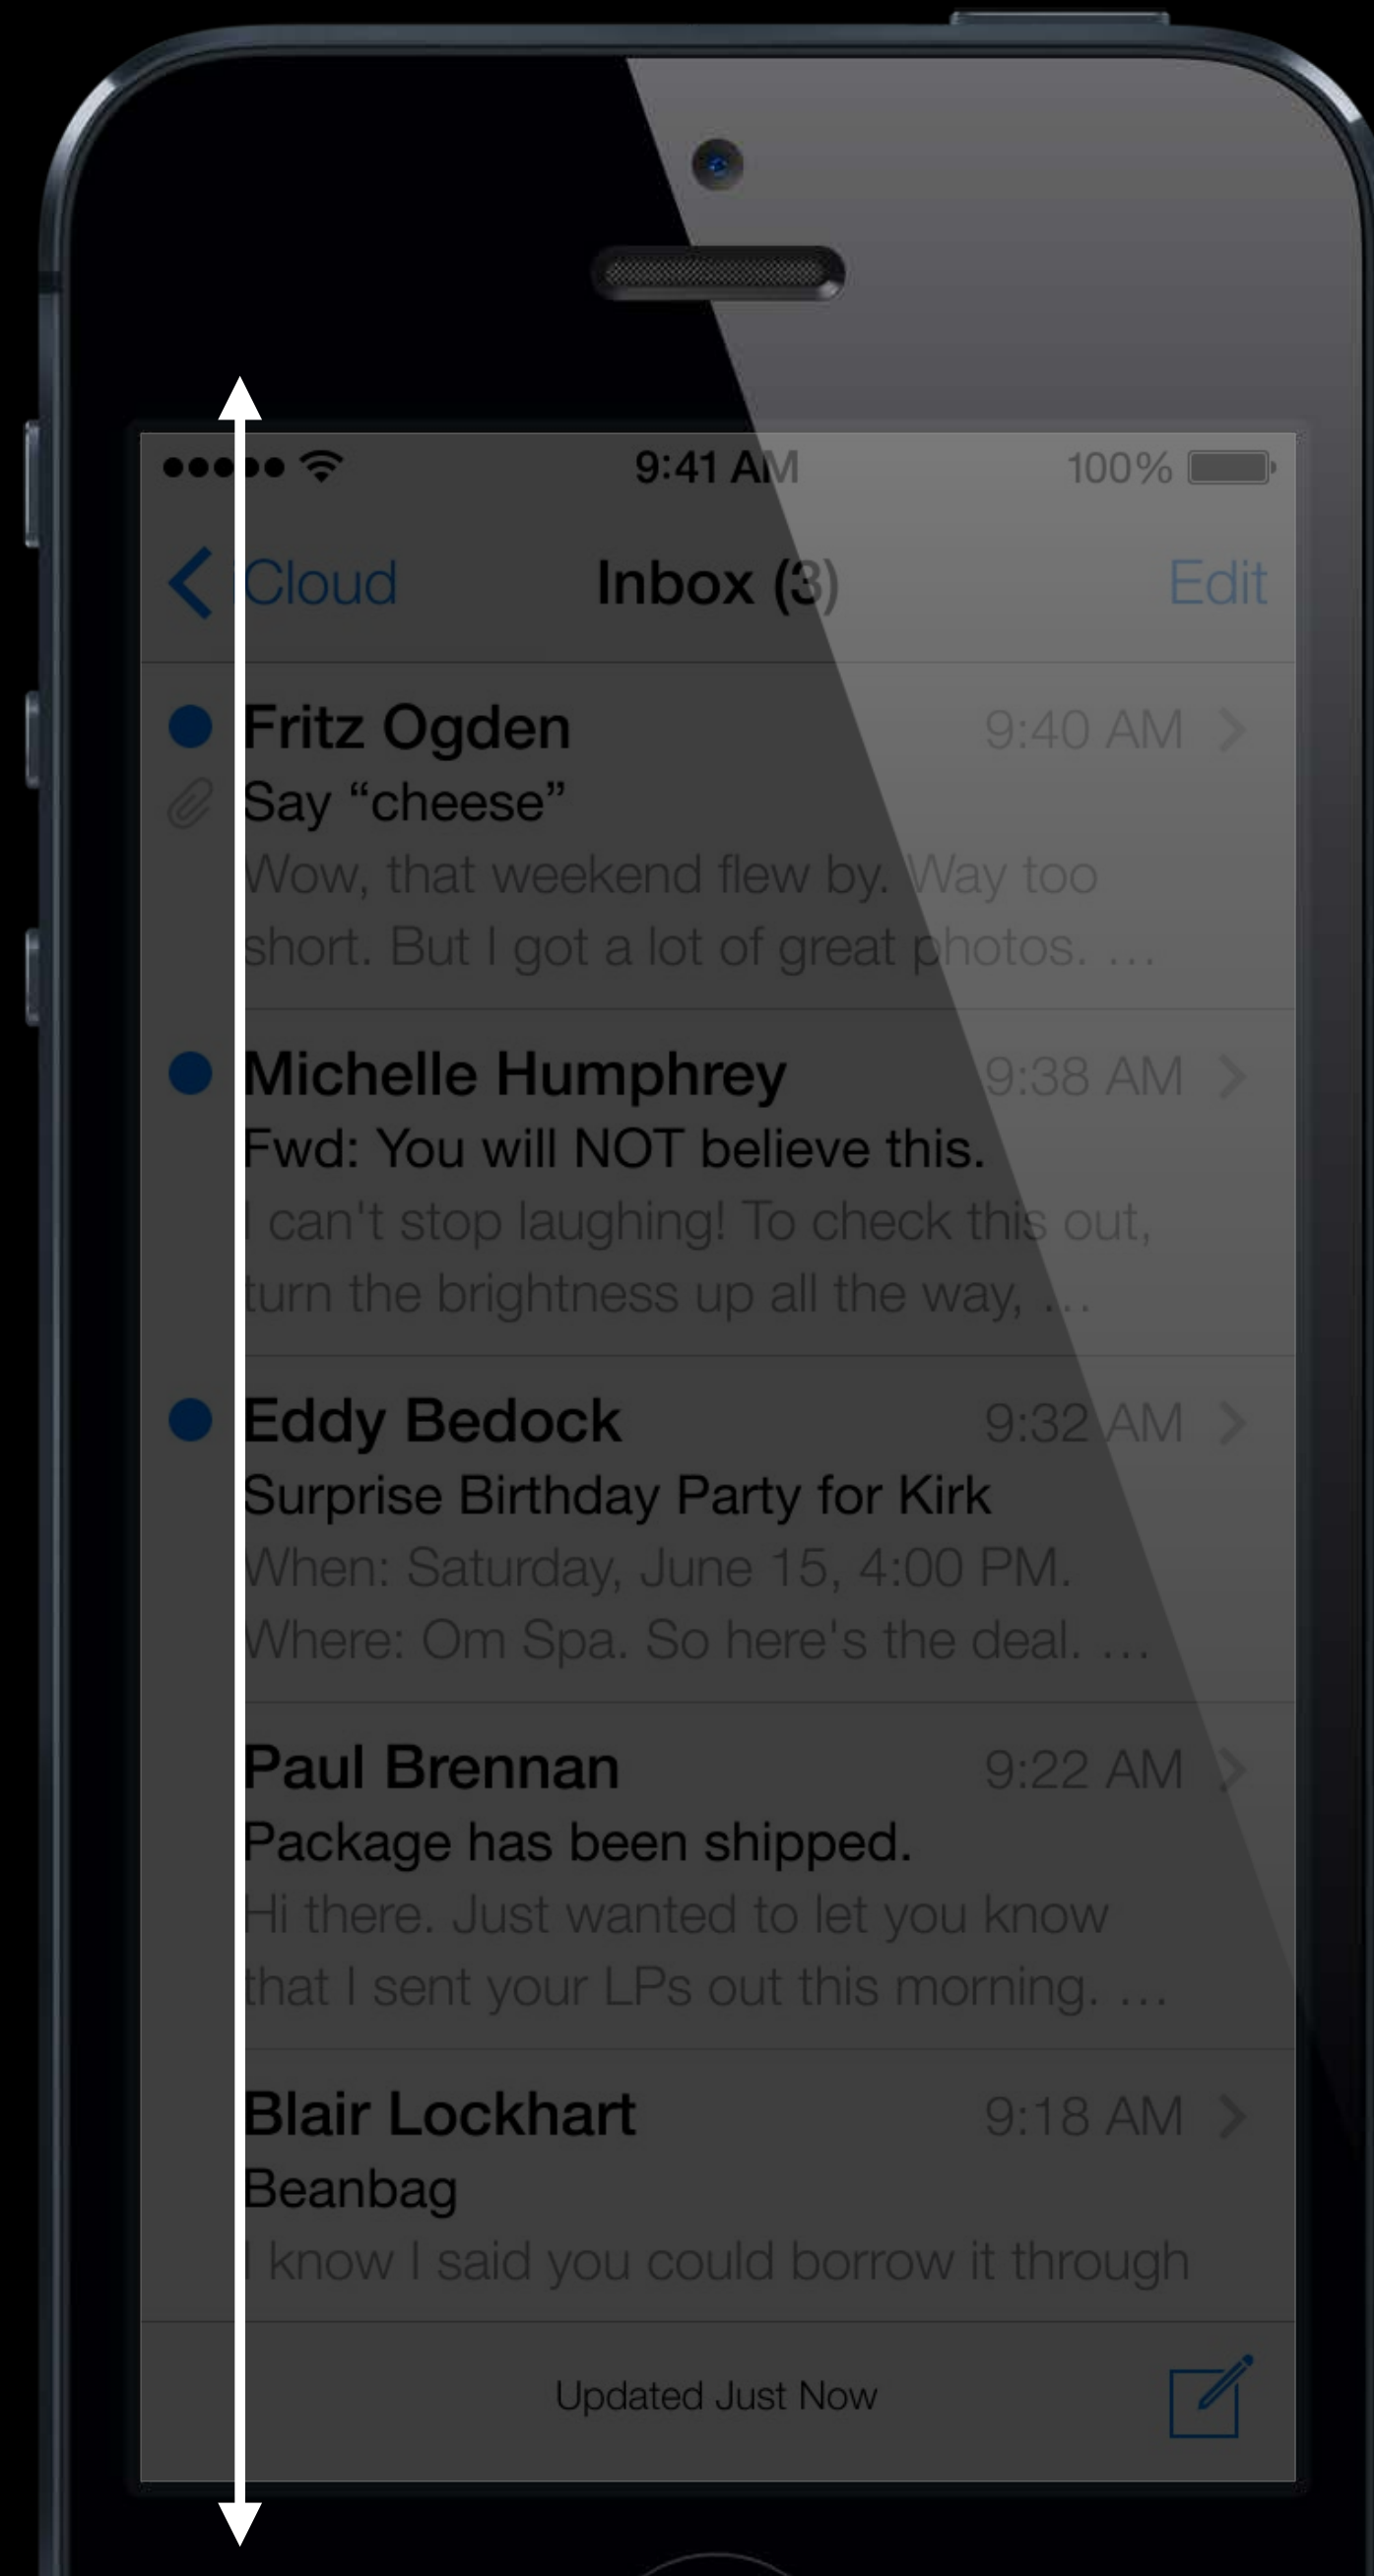 9:41 AM
100%
Cloud
Inbox (3)
Edit
Fritz Ogden
9:40 AM
Say “cheese”
Wow, that weekend flew by. Way too
short. But I got a lot of great photos. …
Michelle Humphrey
9:38 AM
Fwd: You will NOT believe this.
I can't stop laughing! To check this out,
turn the brightness up all the way, …
Eddy Bedock
9:32 AM
Surprise Birthday Party for Kirk
When: Saturday, June 15, 4:00 PM.
Where: Om Spa. So here's the deal. …
Paul Brennan
9:22 AM
Package has been shipped.
Hi there. Just wanted to let you know
that I sent your LPs out this morning. …
Blair Lockhart
9:18 AM
Beanbag
I know I said you could borrow it through
Updated Just Now